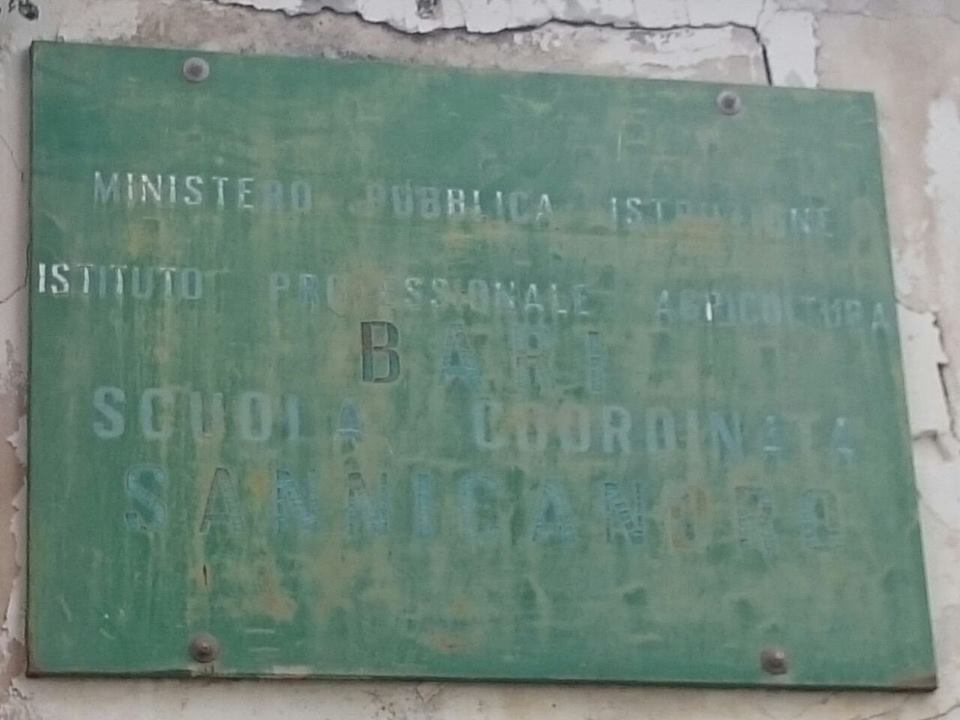 MINISTERO PUBBLICA ISTRUZIONE
ISTITUTO PROFESSIONALE AGRICOLTURA
BARI
SCUOLA COORDINATA
SANNICANDRO